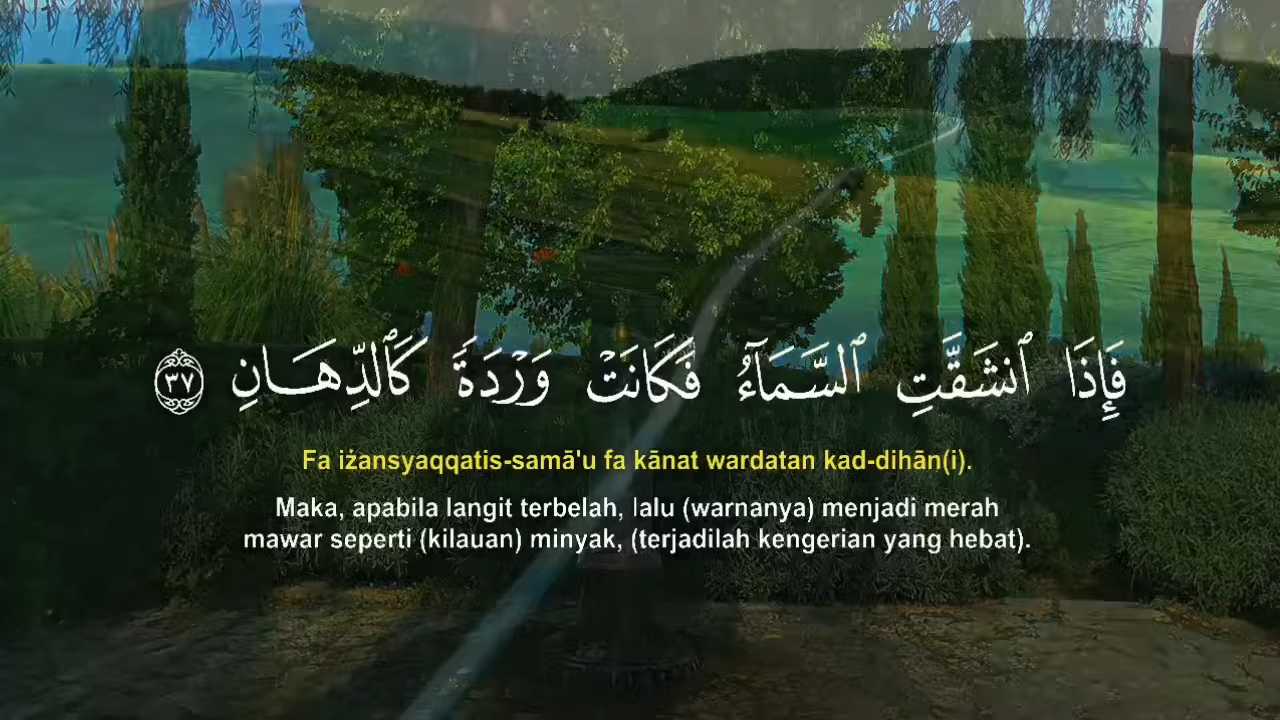 فَإِذَا ٱنشَقَّتِ ٱلسَّمَآءُ فَكَانَتْ وَرْدَةً كَٱلدِّهَانِ ٣٧
Fa iżansyaqqatis-samā'u fa kānat wardatan kad-dihān(i).
Maka, apabila langit terbelah, lalu (warnanya) menjadi merah
mawar seperti (kilauan) minyak, (terjadilah kengerian yang hebat).